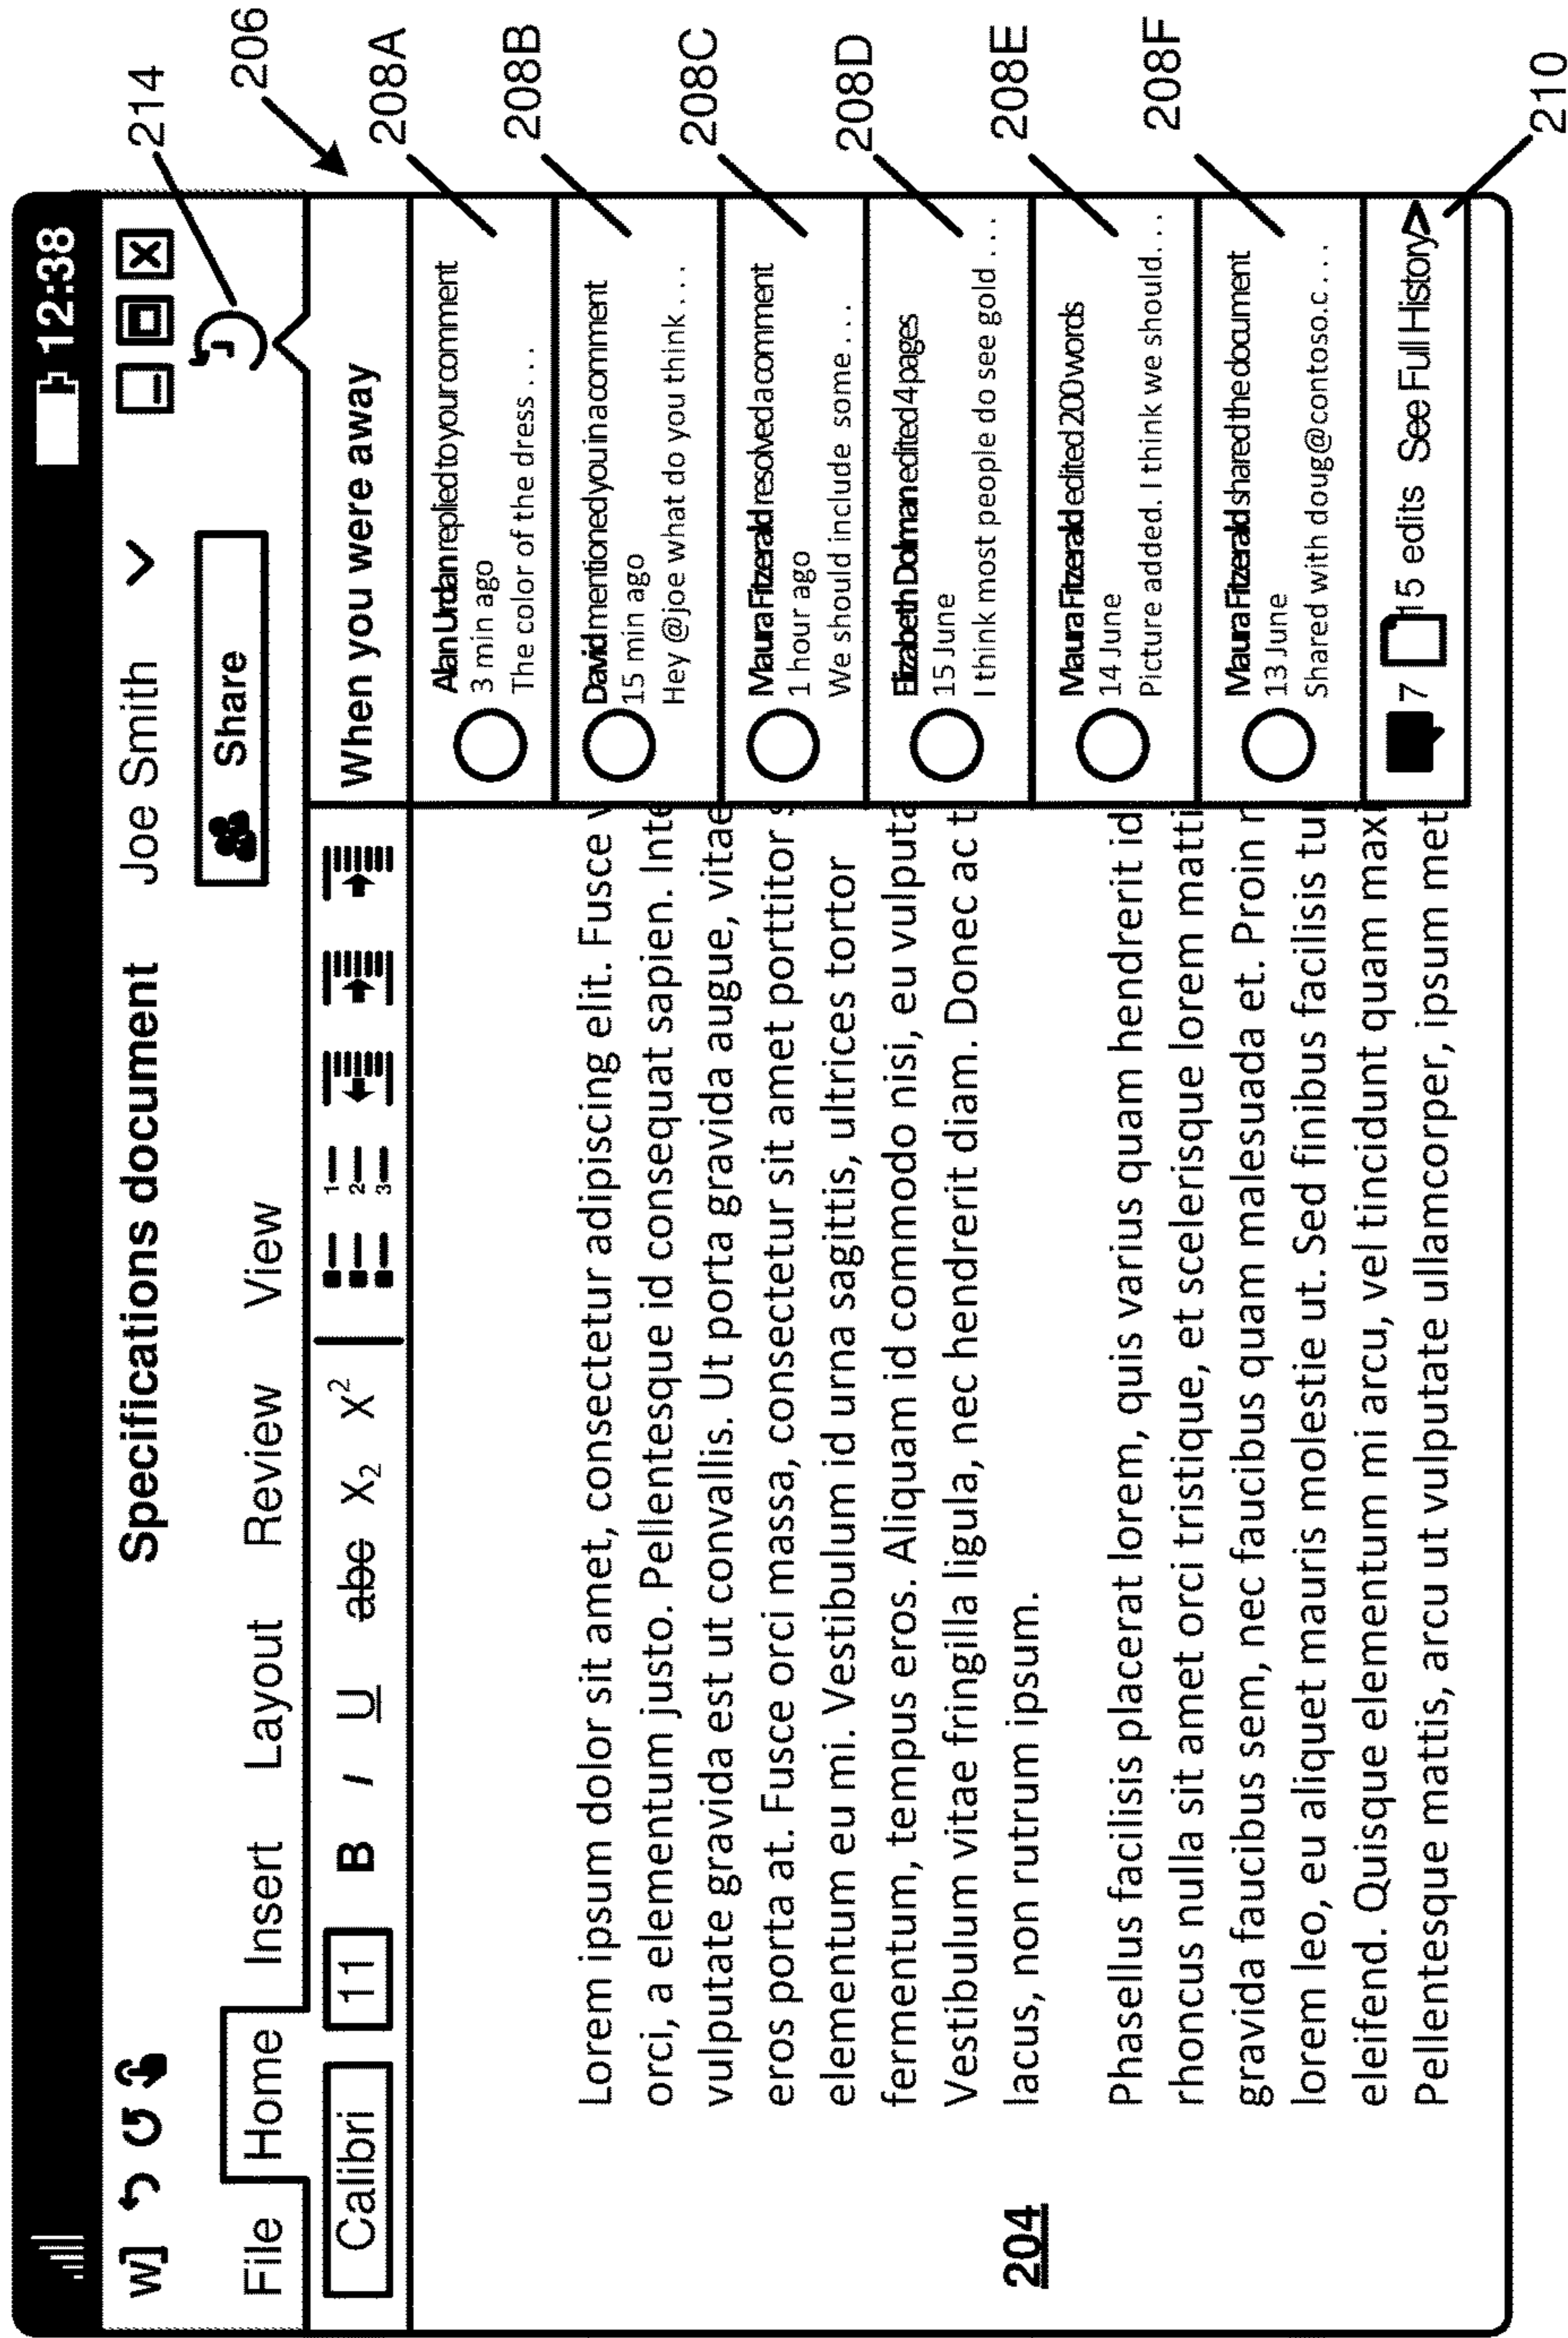 12:38
w]
Specifications document
Joe Smith
214
206
File Home Insert Layout Review View
Share
Calibri 11 B I U abc X₂ X²
1 2 3
When you were away
208A
Alan Urdan replied to your comment
3 min ago
The color of the dress . . .
208B
David mentioned you in a comment
15 min ago
Hey @joe what do you think . . .
208C
Maura Fitzerald resolved a comment
1 hour ago
We should include some . . .
208D
Elizabeth Dolman edited 4 pages
15 June
I think most people do see gold . . .
208E
Maura Fitzerald edited 200 words
14 June
Picture added. I think we should. . .
208F
Maura Fitzerald shared the document
13 June
Shared with doug@contoso.c . . .
7 15 edits See Full History>
210
204
Lorem ipsum dolor sit amet, consectetur adipiscing elit. Fusce v
orci, a elementum justo. Pellentesque id consequat sapien. Inte
vulputate gravida est ut convallis. Ut porta gravida augue, vitae
eros porta at. Fusce orci massa, consectetur sit amet porttitor s
elementum eu mi. Vestibulum id urna sagittis, ultrices tortor
fermentum, tempus eros. Aliquam id commodo nisi, eu vulputa
Vestibulum vitae fringilla ligula, nec hendrerit diam. Donec ac t
lacus, non rutrum ipsum.
Phasellus facilisis placerat lorem, quis varius quam hendrerit id
rhoncus nulla sit amet orci tristique, et scelerisque lorem matti
gravida faucibus sem, nec faucibus quam malesuada et. Proin r
lorem leo, eu aliquet mauris molestie ut. Sed finibus facilisis tu
eleifend. Quisque elementum mi arcu, vel tincidunt quam max
Pellentesque mattis, arcu ut vulputate ullamcorper, ipsum met